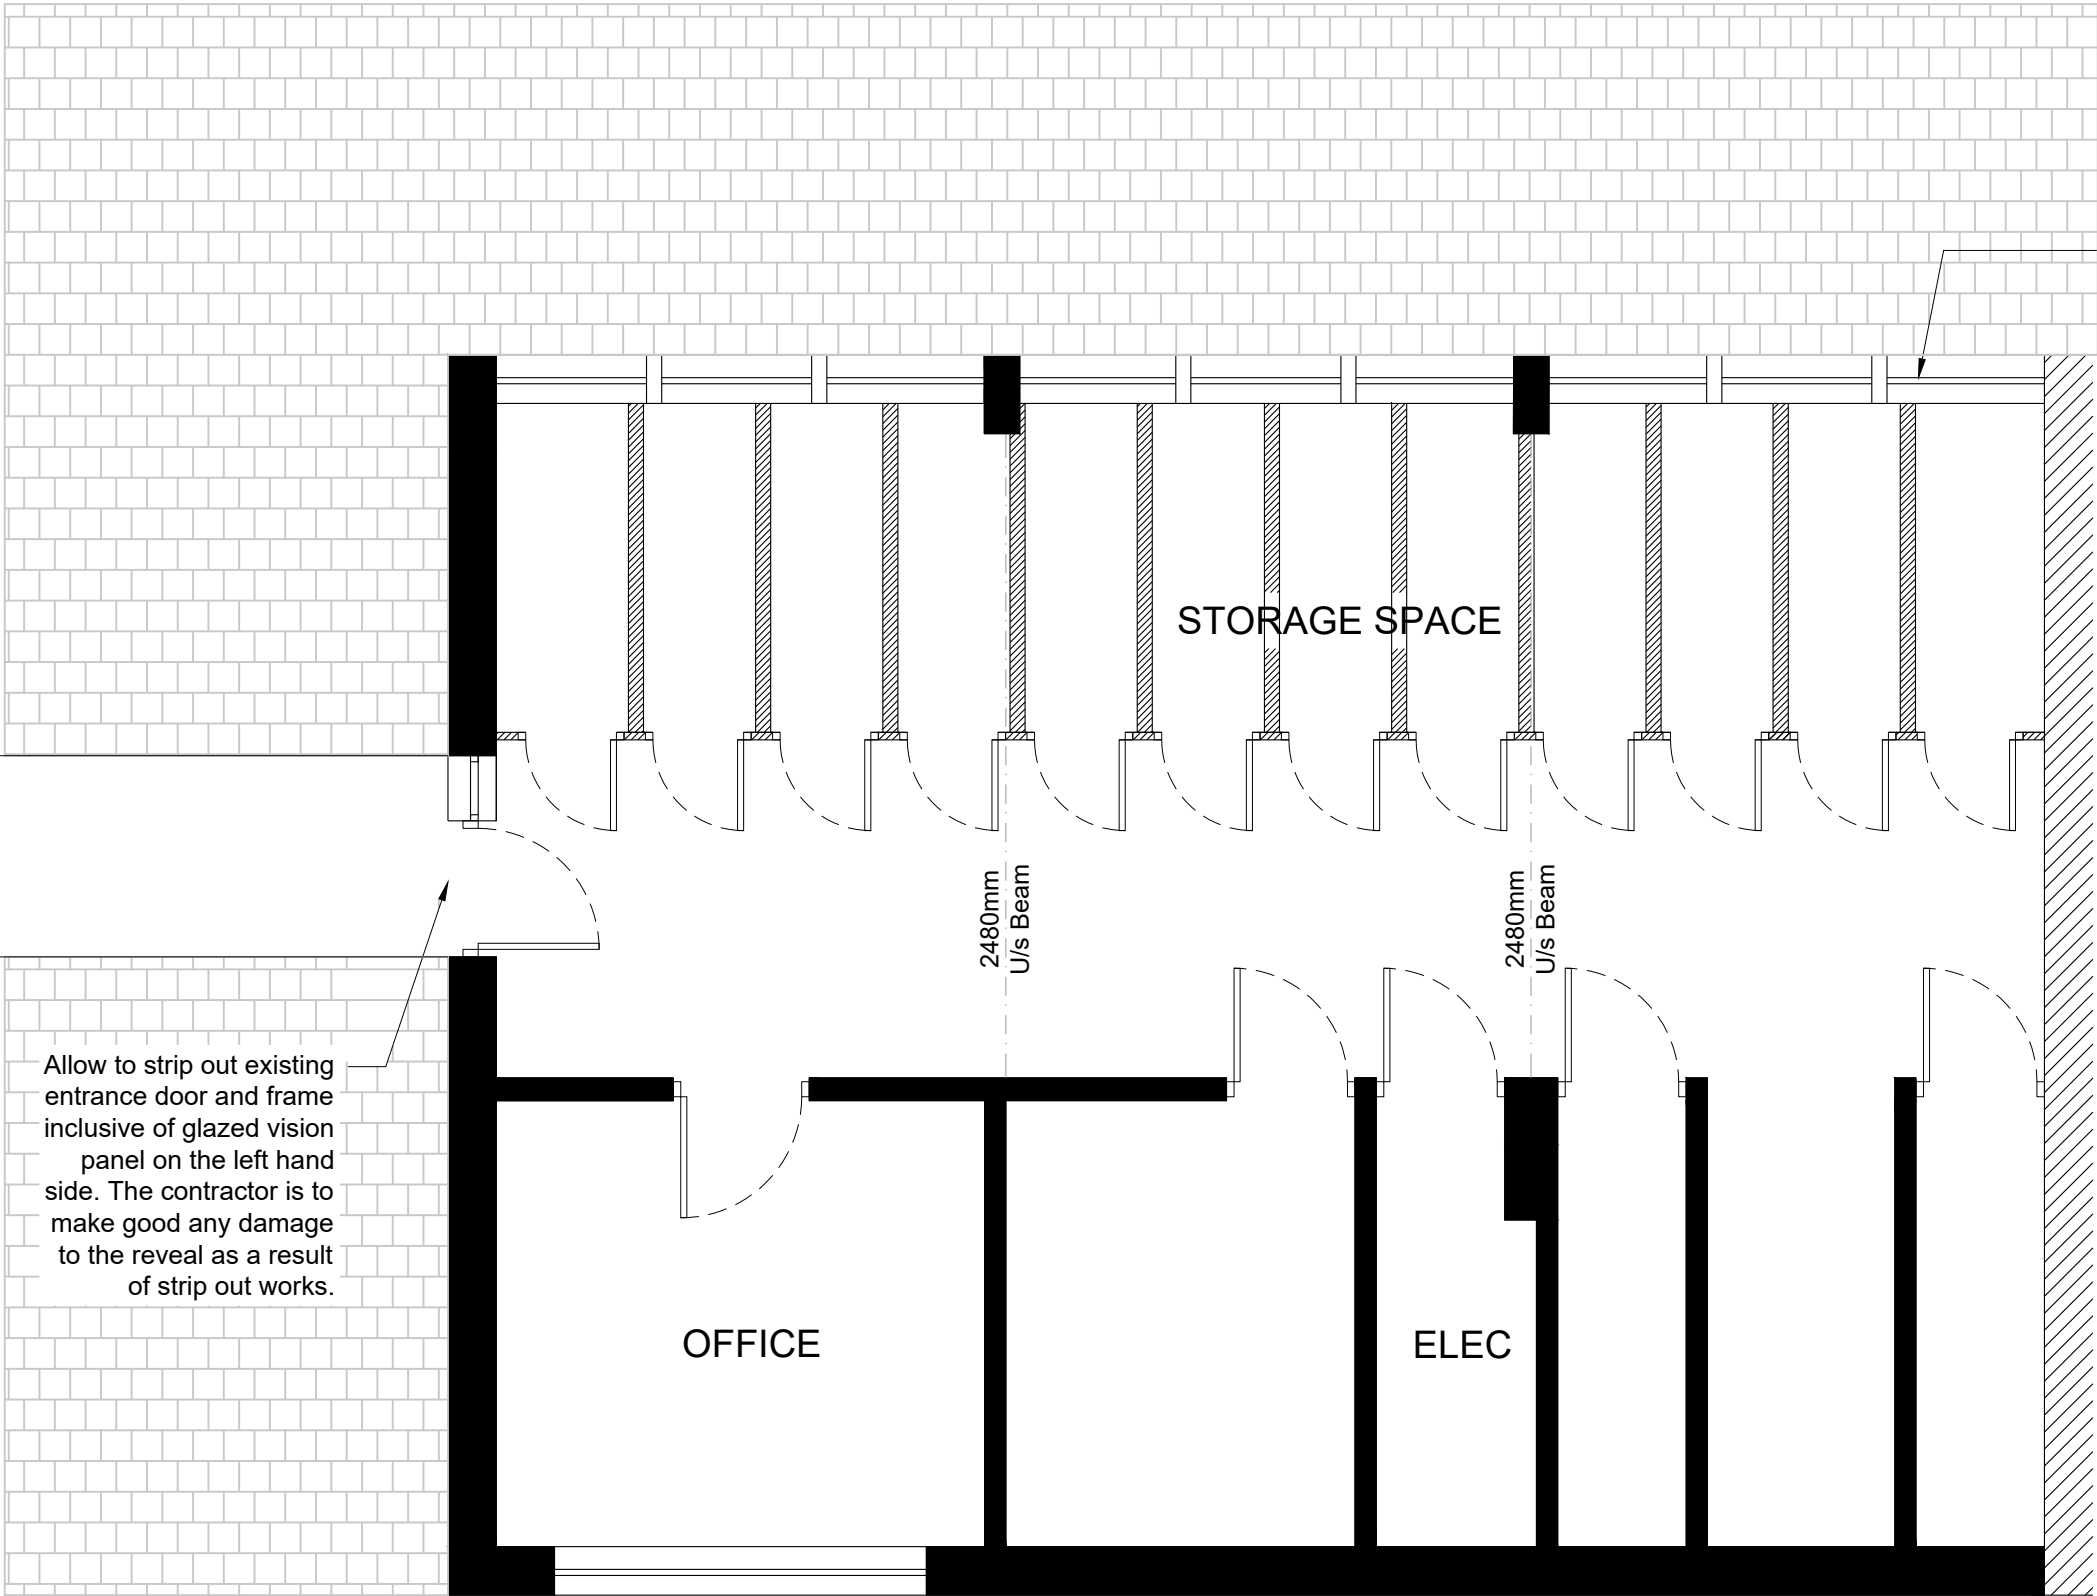 STORAGE SPACE
2480mm
U/s Beam
2480mm
U/s Beam
Allow to strip out existing
entrance door and frame
inclusive of glazed vision
panel on the left hand
side. The contractor is to
make good any damage
to the reveal as a result
of strip out works.
OFFICE
ELEC